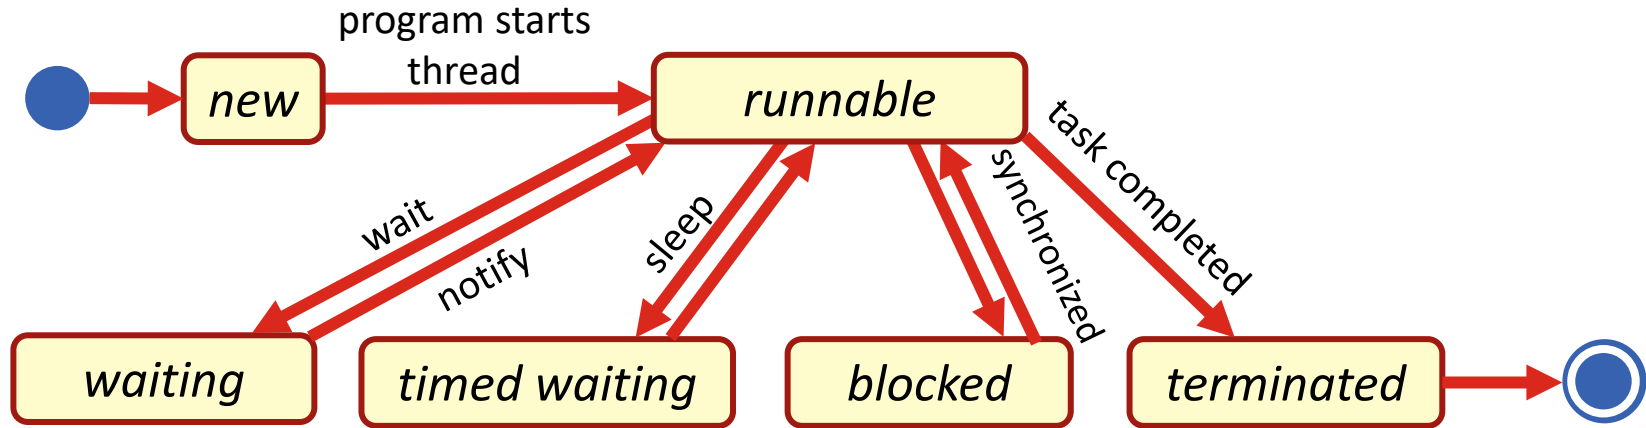 program starts
thread
new
runnable
task completed
synchronized
wait
sleep
notify
waiting
timed waiting
blocked
terminated